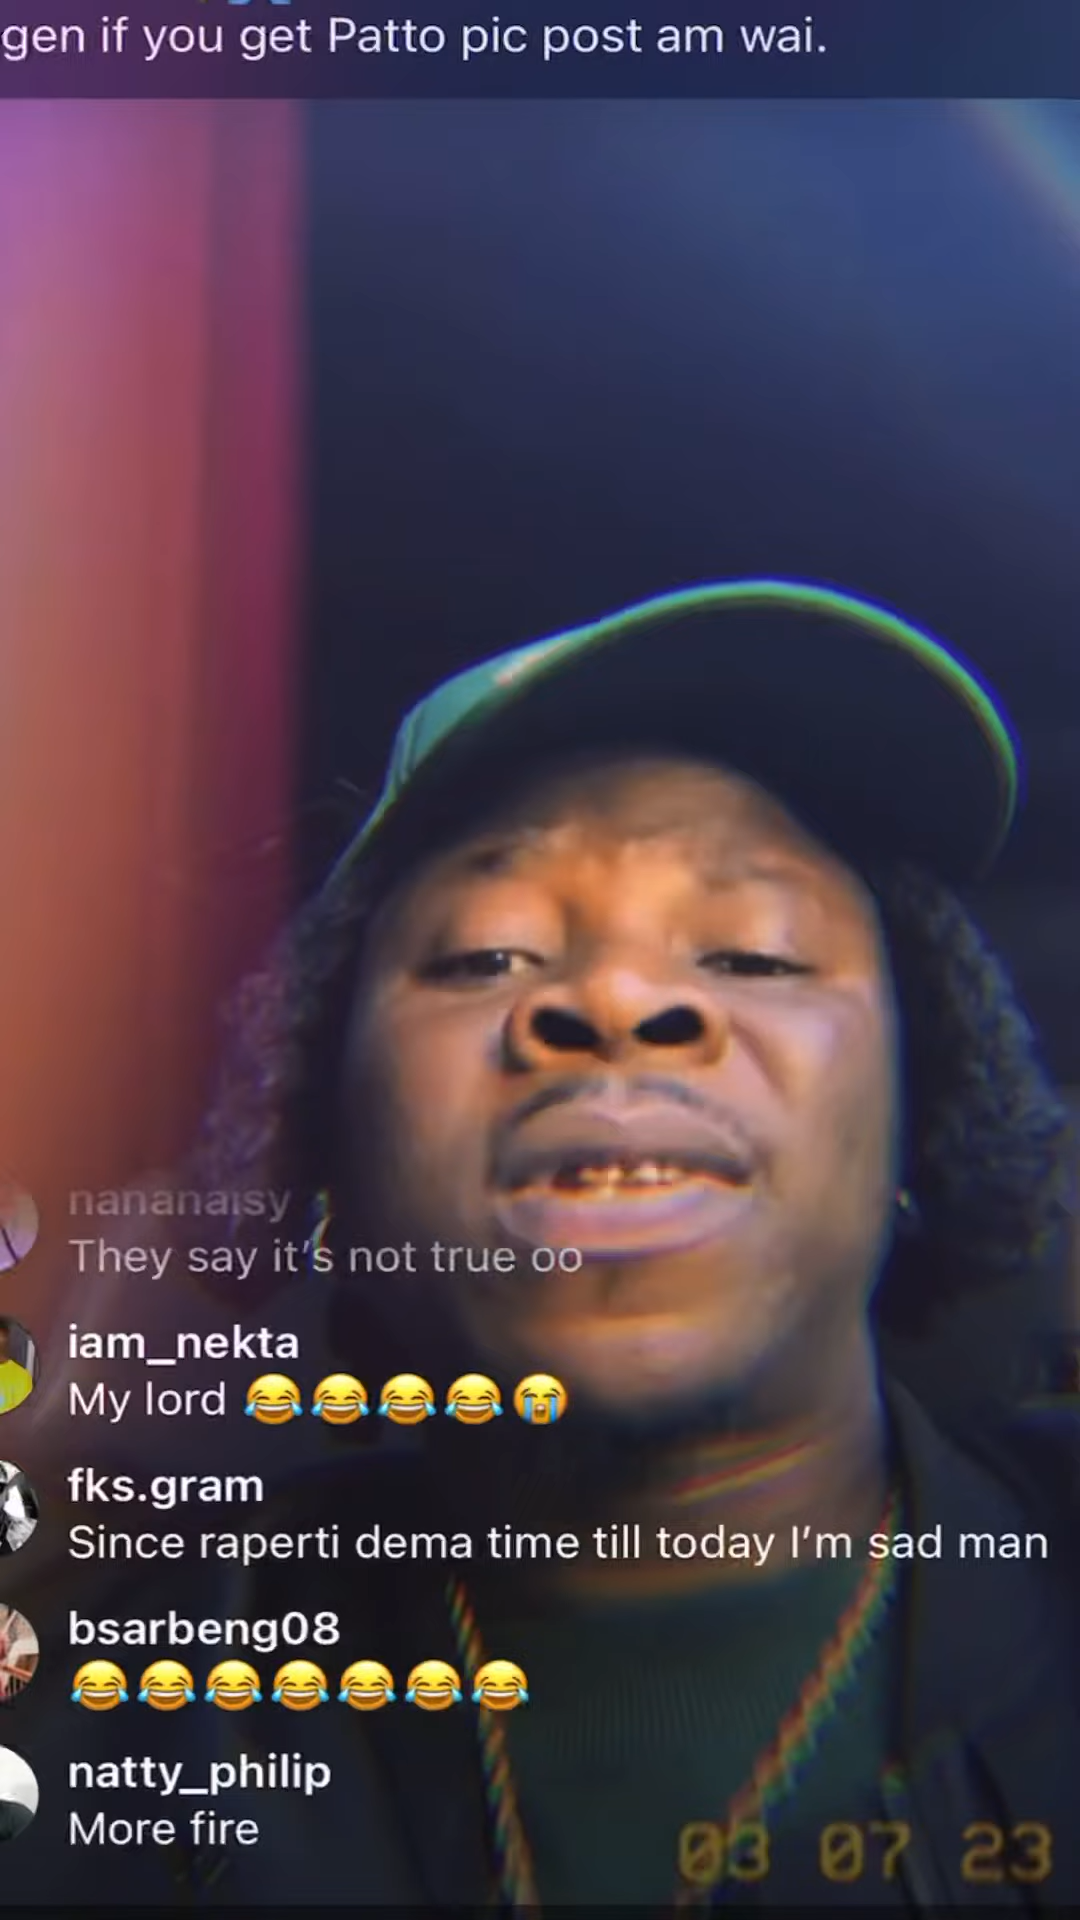 gen if you get Patto pic post am wai.
nananaisy
They say it's not true oo
iam_nekta
My lord 😂😂😂😂😭
fks.gram
Since raperti dema time till today I'm sad man
bsarbeng08
😂😂😂😂😂😂😂
natty_philip
More fire
03 07 23